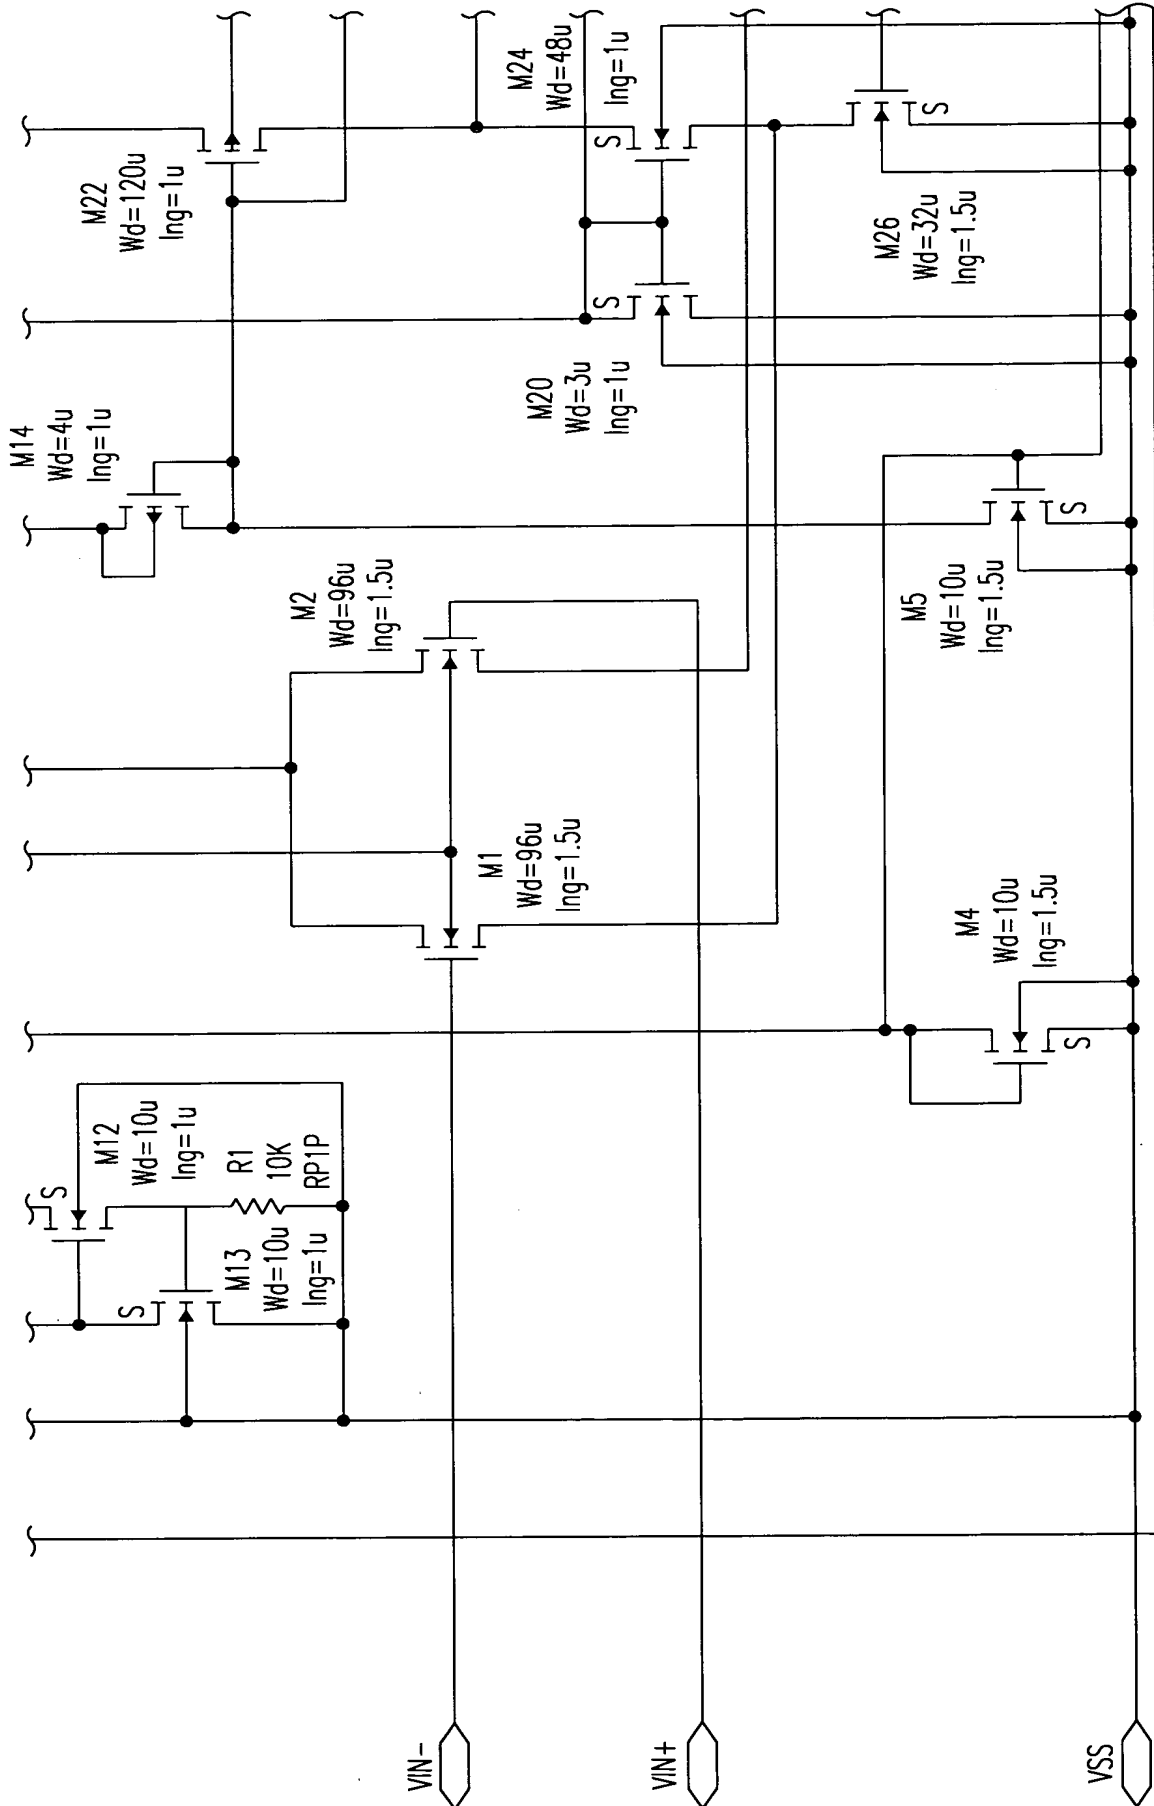 M22
Wd=120u
lng=1u
M24
Wd=48u
lng=1u
S
S
M26
Wd=32u
lng=1.5u
S
M20
Wd=3u
lng=1u
M14
Wd=4u
lng=1u
M5
Wd=10u
lng=1.5u
S
M2
Wd=96u
lng=1.5u
M1
Wd=96u
lng=1.5u
M4
Wd=10u
lng=1.5u
S
M12
Wd=10u
lng=1u
S
R1
10K
RP1P
M13
Wd=10u
lng=1u
S
VIN-
VIN+
VSS